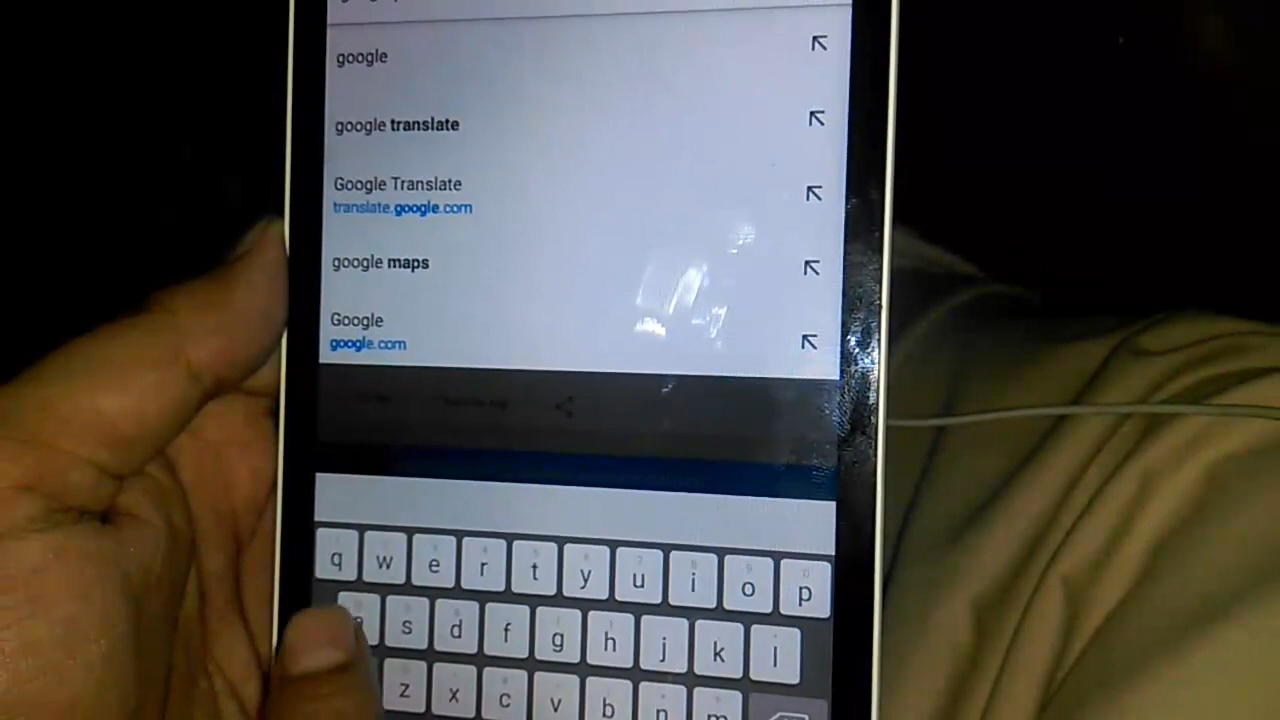 google
google translate
Google Translate
translate.google.com
google maps
Google
google.com
q w e r t y u i o p
s d f g h j k l
z x c v b n m